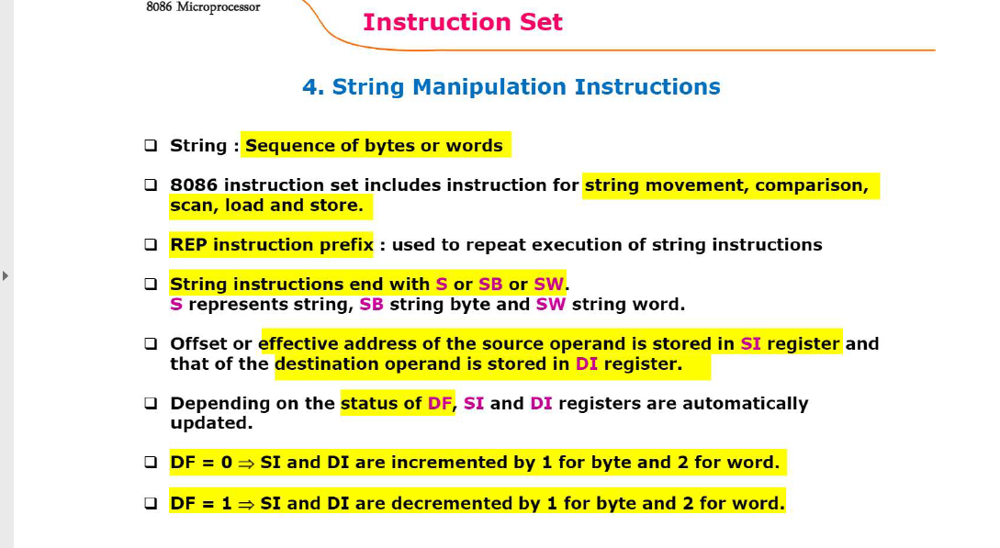 8086 Microprocessor
Instruction Set
4. String Manipulation Instructions
❑ String : Sequence of bytes or words
❑ 8086 instruction set includes instruction for string movement, comparison,
scan, load and store.
❑ REP instruction prefix : used to repeat execution of string instructions
❑ String instructions end with S or SB or SW.
S represents string, SB string byte and SW string word.
❑ Offset or effective address of the source operand is stored in SI register and
that of the destination operand is stored in DI register.
❑ Depending on the status of DF, SI and DI registers are automatically
updated.
❑ DF = 0 ⇒ SI and DI are incremented by 1 for byte and 2 for word.
❑ DF = 1 ⇒ SI and DI are decremented by 1 for byte and 2 for word.